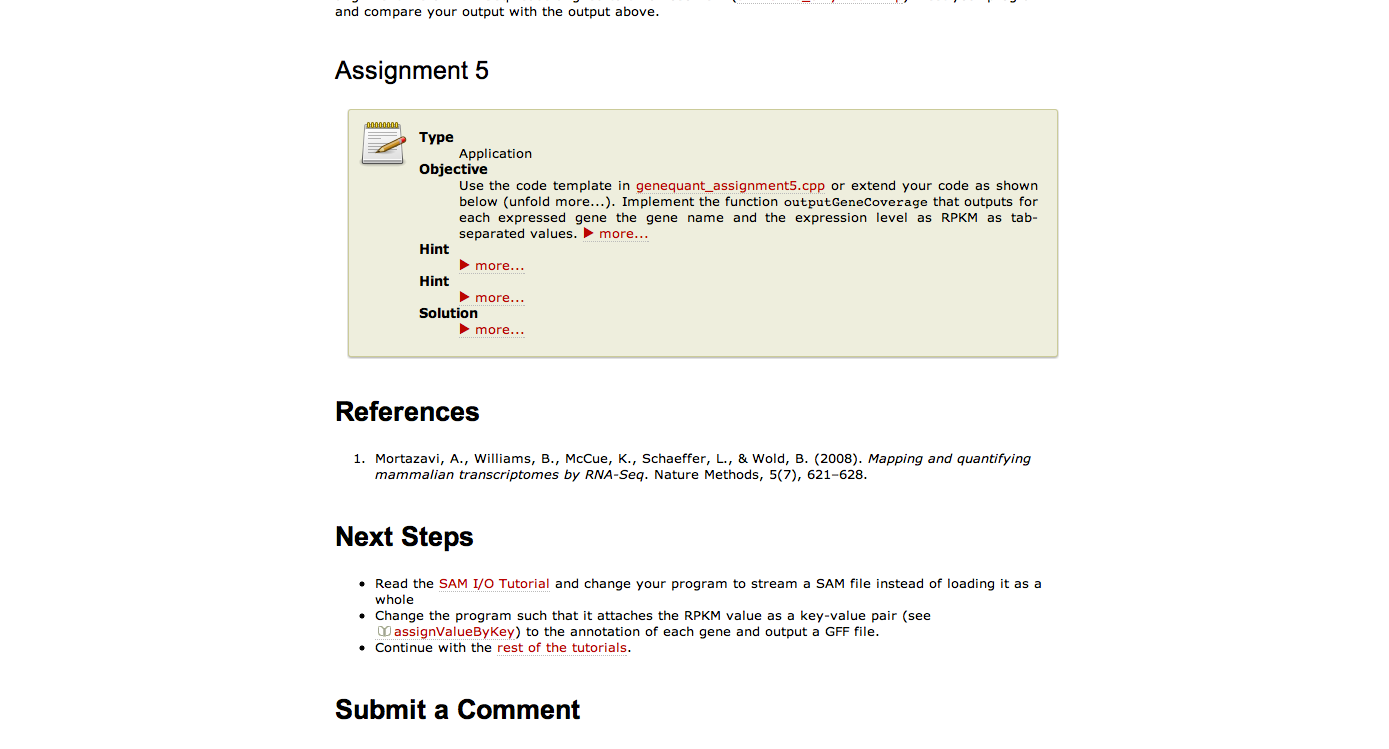 and compare your output with the output above.
Assignment 5
Type
Application
Objective
Use the code template in genequant_assignment5.cpp or extend your code as shown
below (unfold more...). Implement the function outputGeneCoverage that outputs for
each expressed gene the gene name and the expression level as RPKM as tab-
separated values. ▶ more...
Hint
▶ more...
Hint
▶ more...
Solution
▶ more...
References
1. Mortazavi, A., Williams, B., McCue, K., Schaeffer, L., & Wold, B. (2008). Mapping and quantifying
mammalian transcriptomes by RNA-Seq. Nature Methods, 5(7), 621–628.
Next Steps
• Read the SAM I/O Tutorial and change your program to stream a SAM file instead of loading it as a
whole
• Change the program such that it attaches the RPKM value as a key-value pair (see
assignValueByKey) to the annotation of each gene and output a GFF file.
• Continue with the rest of the tutorials.
Submit a Comment